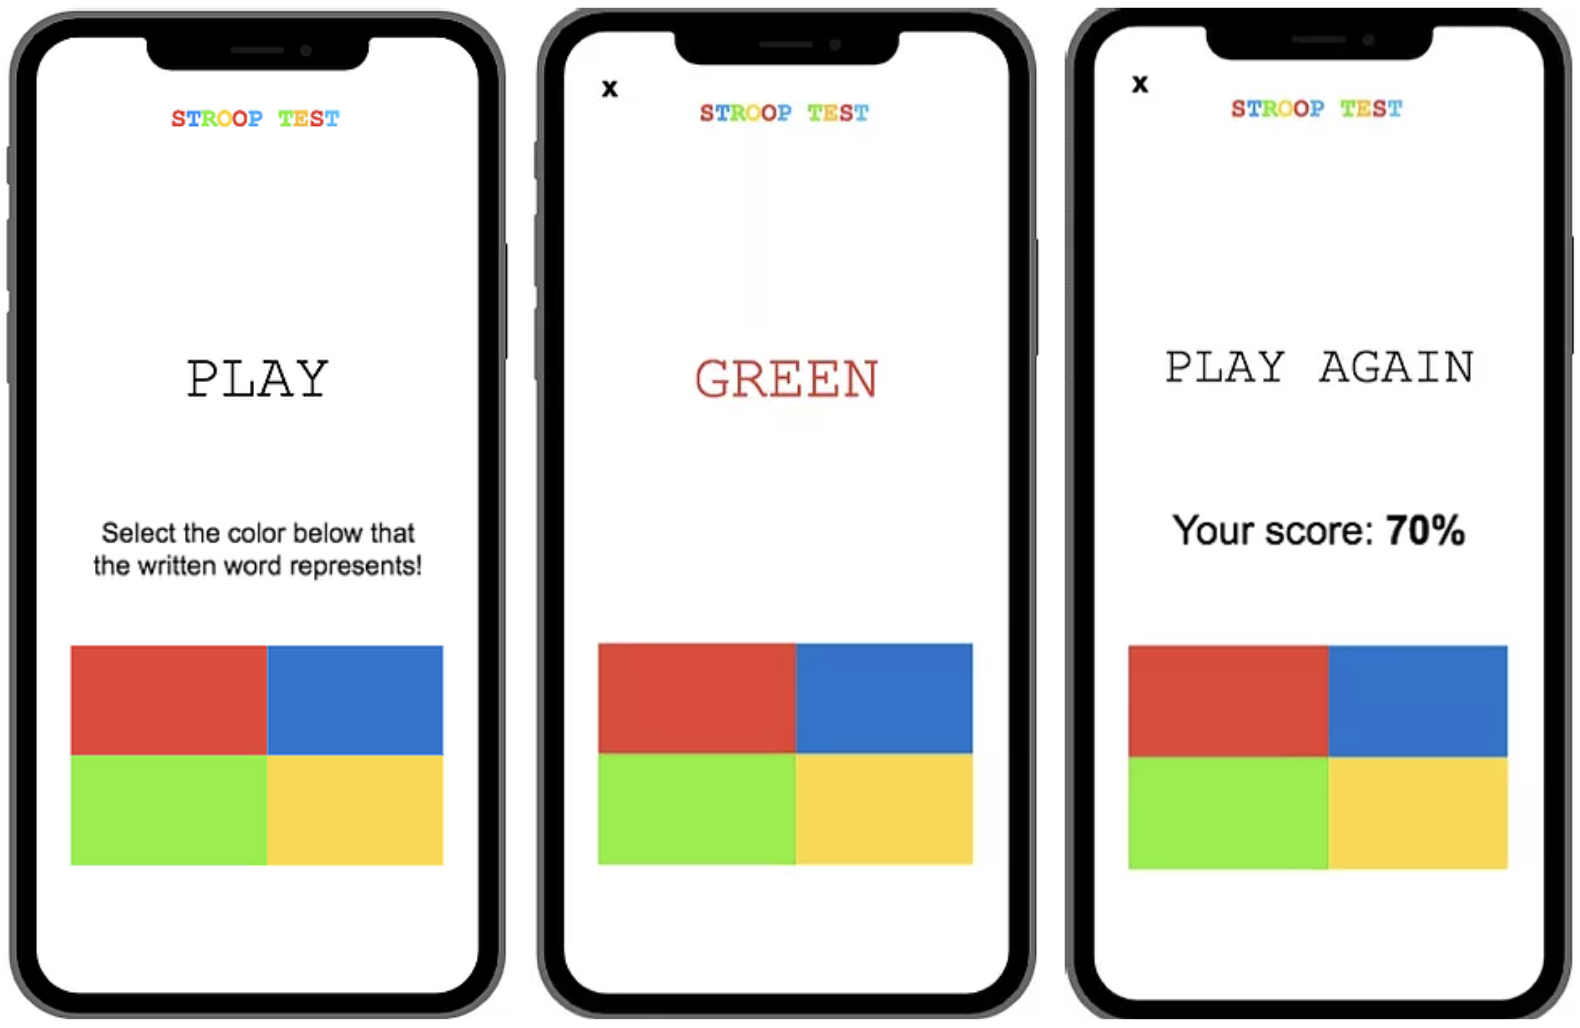 STROOP TEST
PLAY
Select the color below that
the written word represents!
x
STROOP TEST
GREEN
x
STROOP TEST
PLAY AGAIN
Your score: 70%